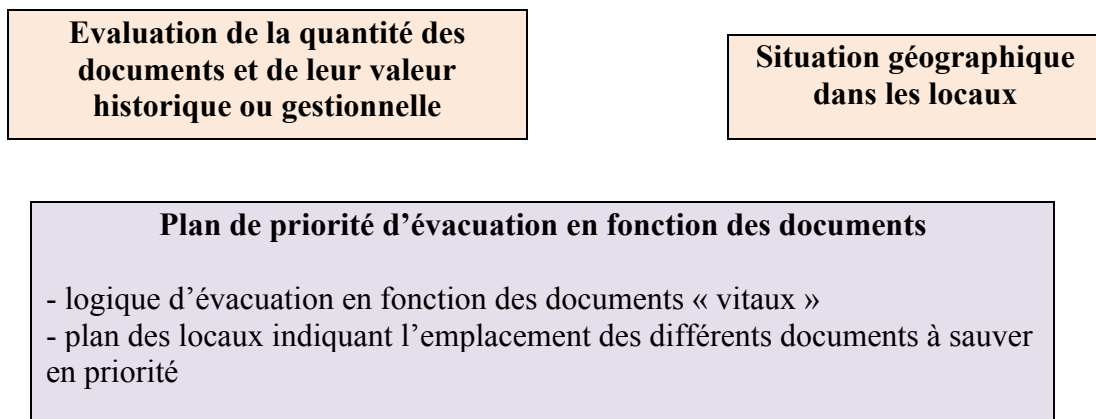 Evaluation de la quantité des
documents et de leur valeur
historique ou gestionnelle
Situation géographique
dans les locaux
Plan de priorité d’évacuation en fonction des documents
- logique d’évacuation en fonction des documents « vitaux »
- plan des locaux indiquant l’emplacement des différents documents à sauver
en priorité